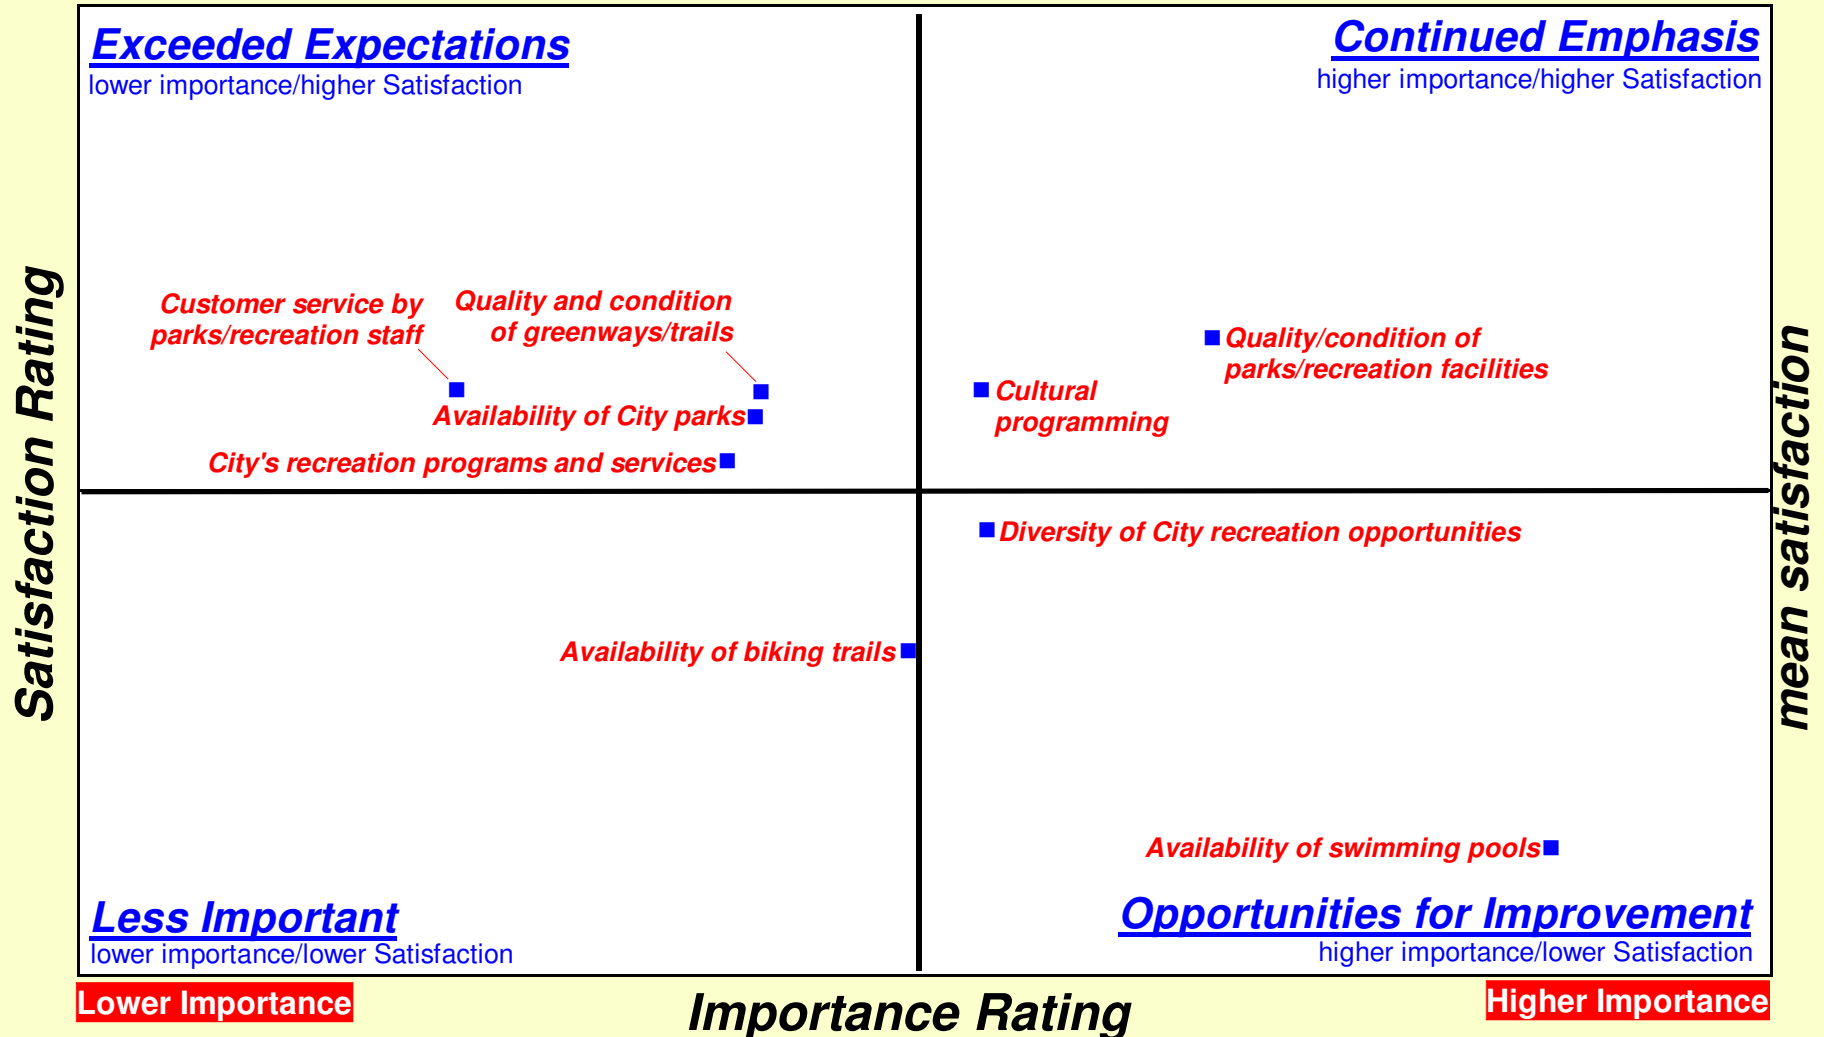 Exceeded Expectations
lower importance/higher Satisfaction
Continued Emphasis
higher importance/higher Satisfaction
Customer service by
parks/recreation staff
Quality and condition
of greenways/trails
Availability of City parks
City's recreation programs and services
Quality/condition of
parks/recreation facilities
Cultural
programming
Satisfaction Rating
mean satisfaction
Diversity of City recreation opportunities
Availability of biking trails
Availability of swimming pools
Less Important
lower importance/lower Satisfaction
Opportunities for Improvement
higher importance/lower Satisfaction
Lower Importance
Importance Rating
Higher Importance